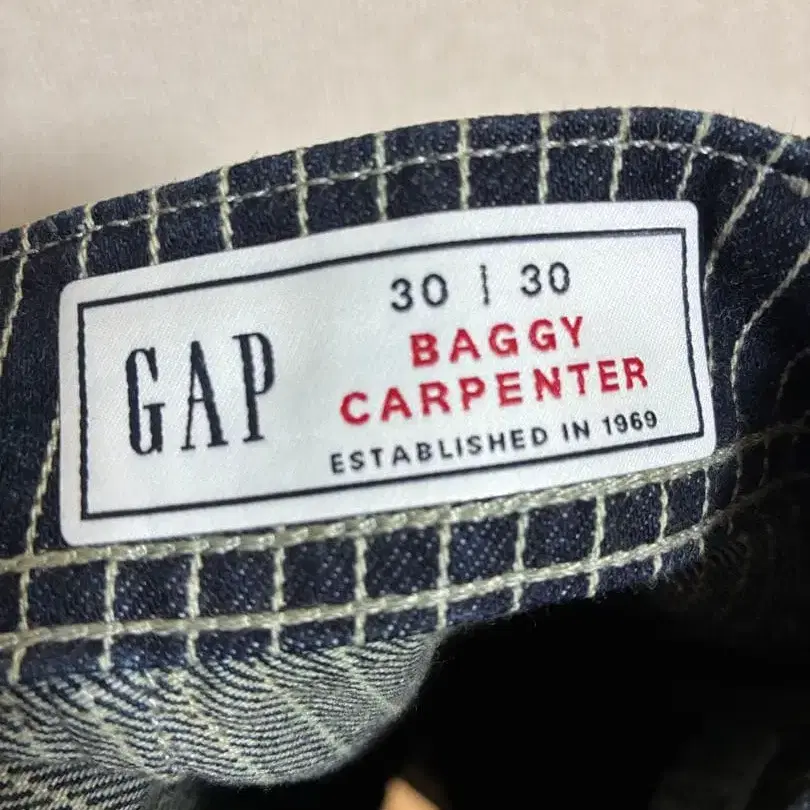 GAP
30 | 30
BAGGY
CARPENTER
ESTABLISHED IN 1969